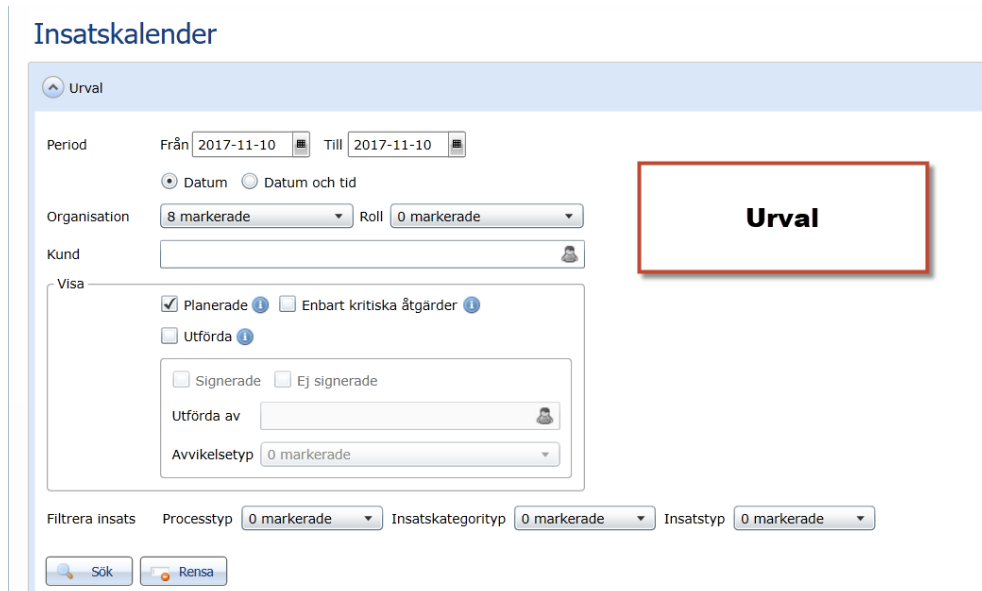 Insatskalender
Urval
Period Från 2017-11-10 Till 2017-11-10
Datum Datum och tid
Organisation 8 markerade Roll 0 markerade
Urval
Kund
Visa
Planerade Enbart kritiska åtgärder
Utförda
Signerade Ej signerade
Utförda av
Avvikelsetyp 0 markerade
Filtrera insats Processtyp 0 markerade Insatskategorityp 0 markerade Insatstyp 0 markerade
Sök Rensa